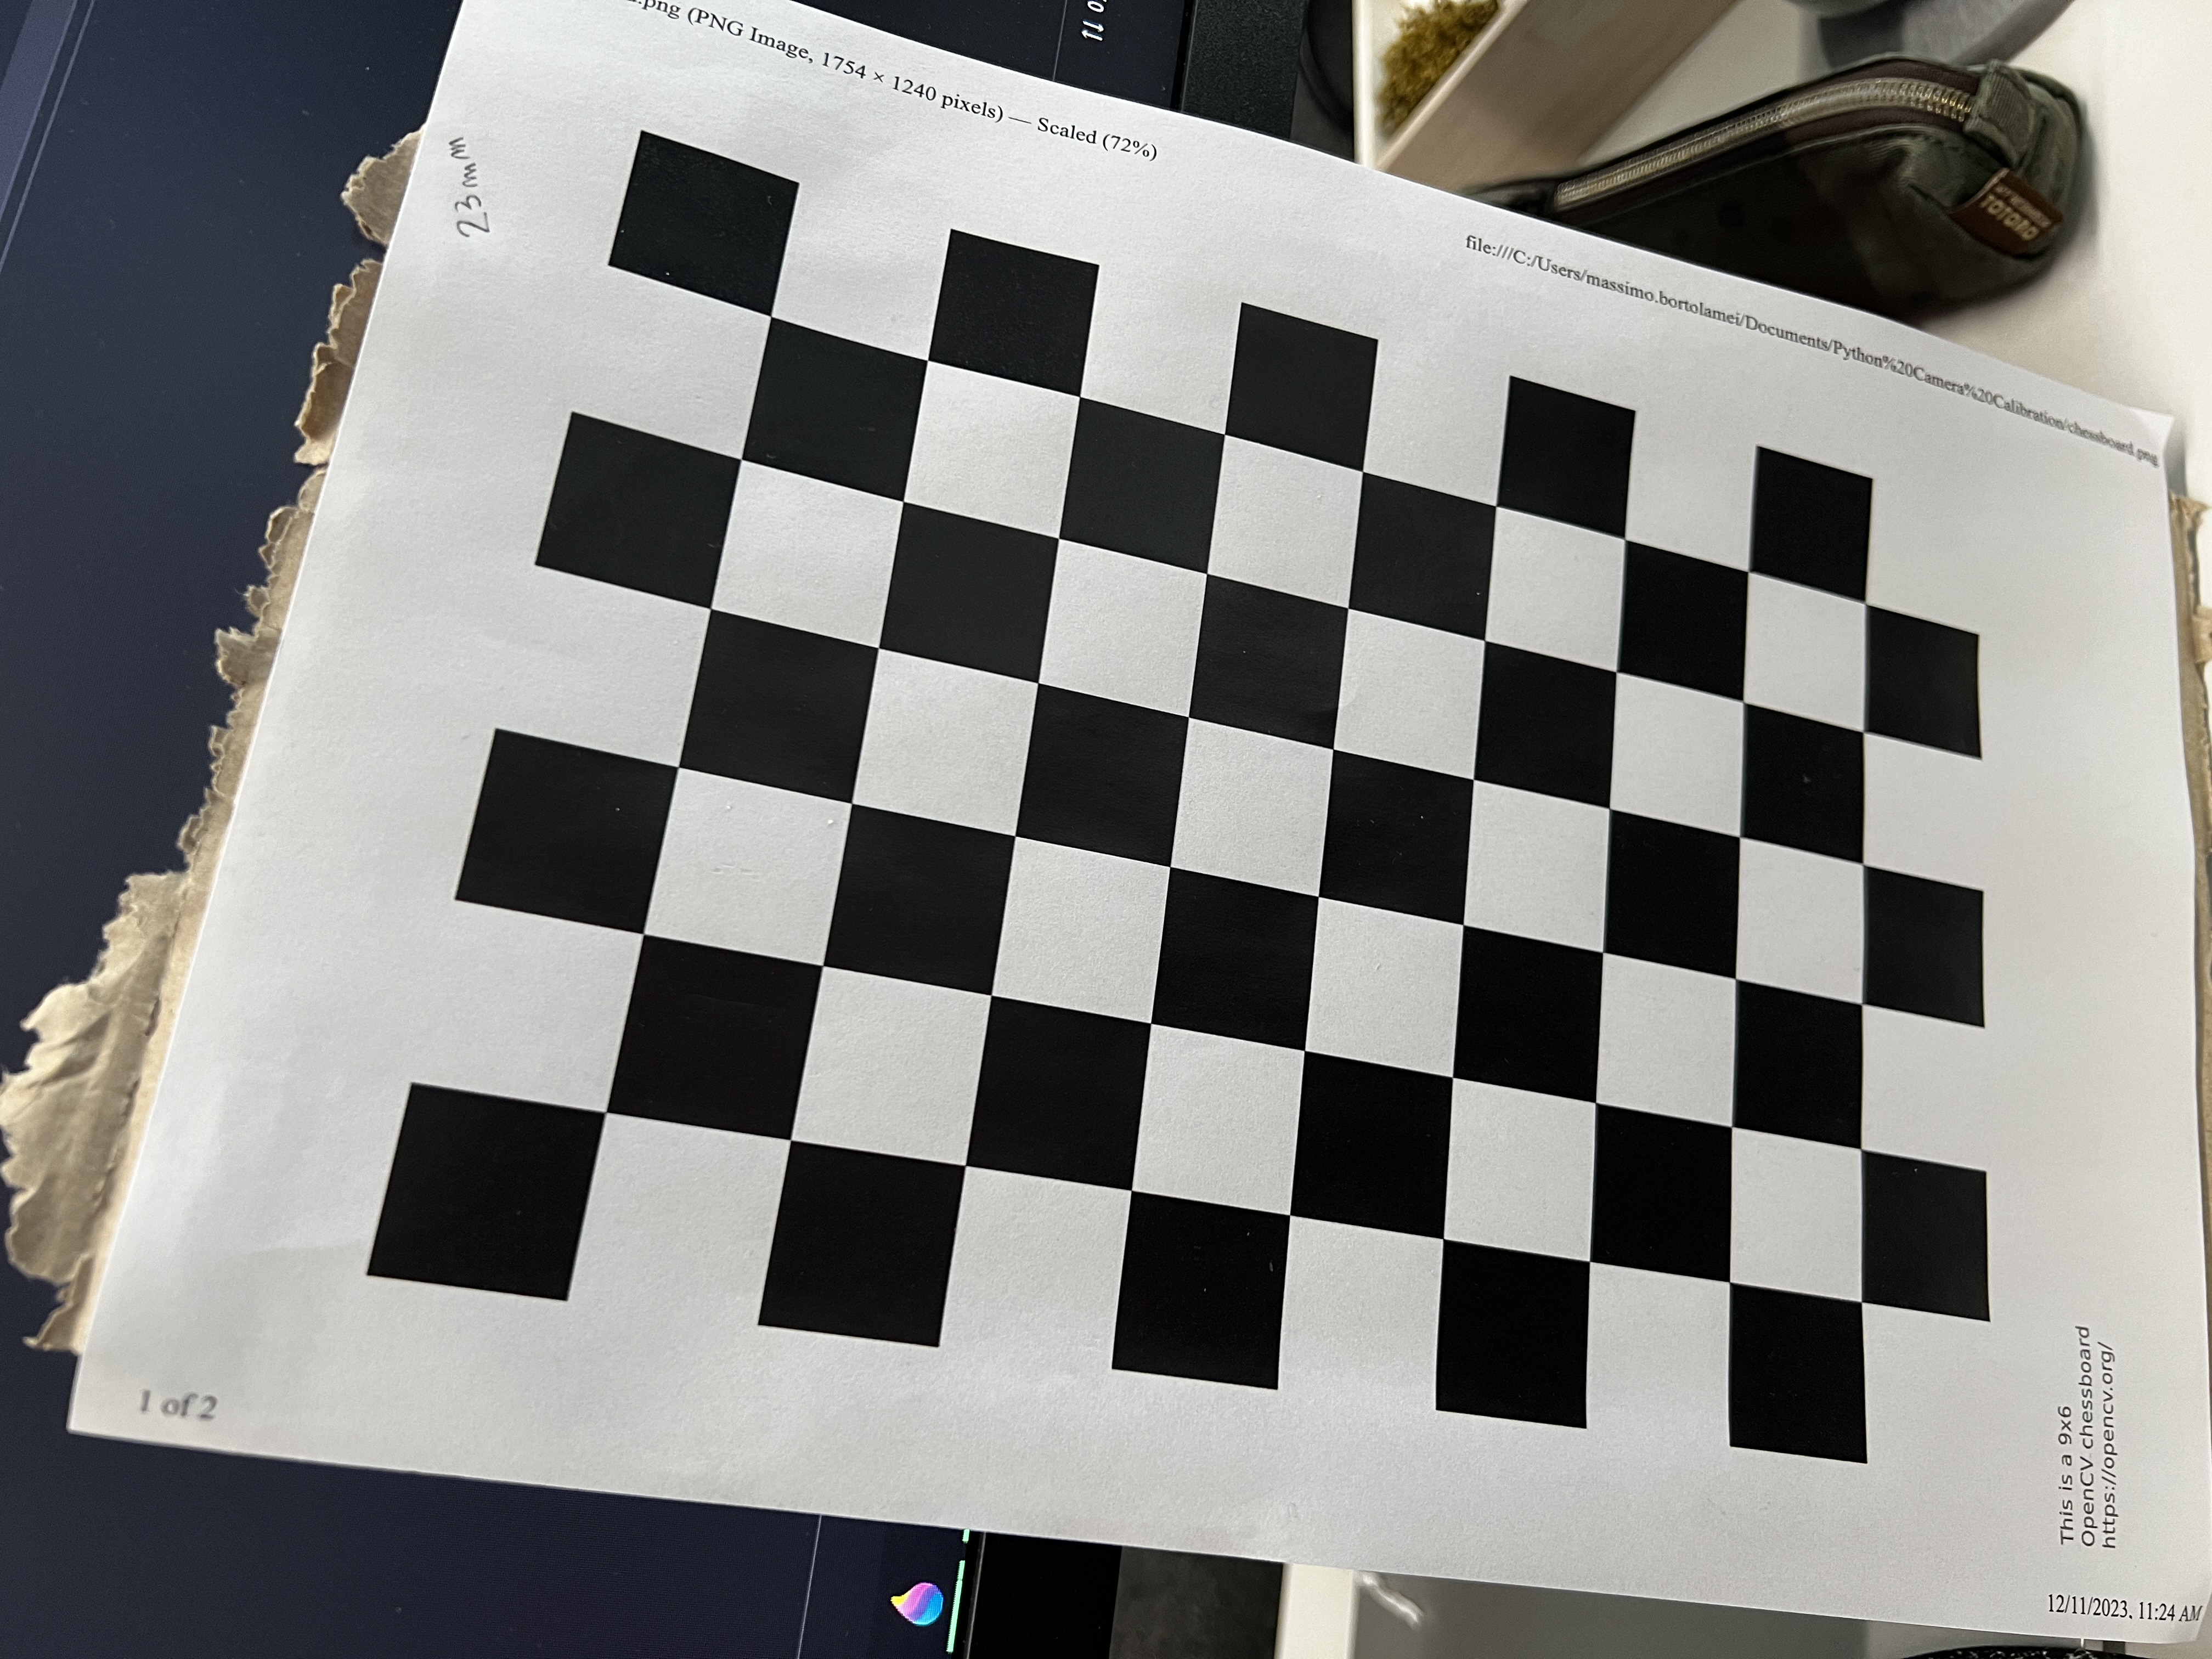 1 of 2
23mm
.png (PNG Image, 1754 × 1240 pixels) — Scaled (72%)
file:///C:/Users/massimo.bortolamei/Documents/Python%20Camera%20Calibration/chessboard.png
This is a 9x6
OpenCV chessboard
https://opencv.org/
12/11/2023, 11:24 AM
TOTORO